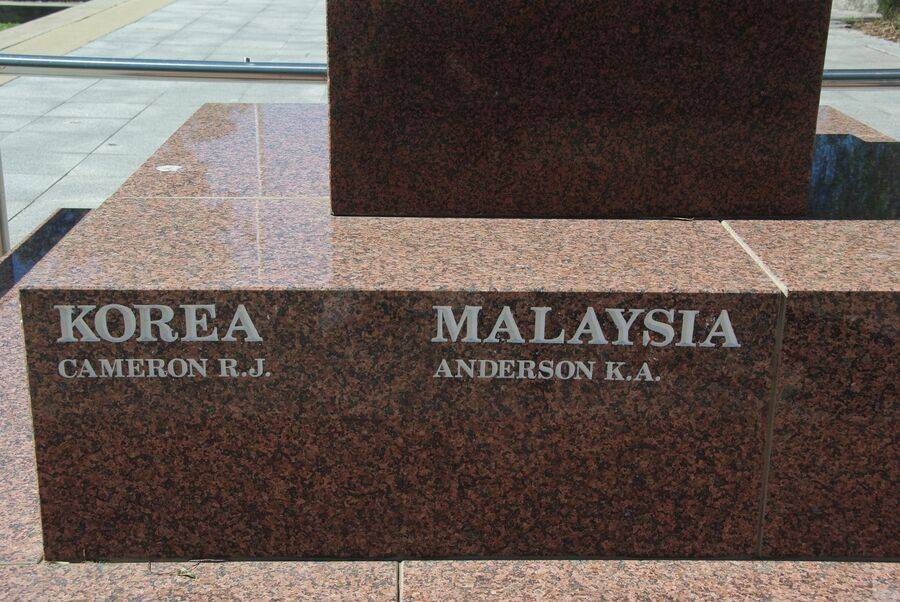 KOREA
CAMERON R.J.
MALAYSIA
ANDERSON K.A.